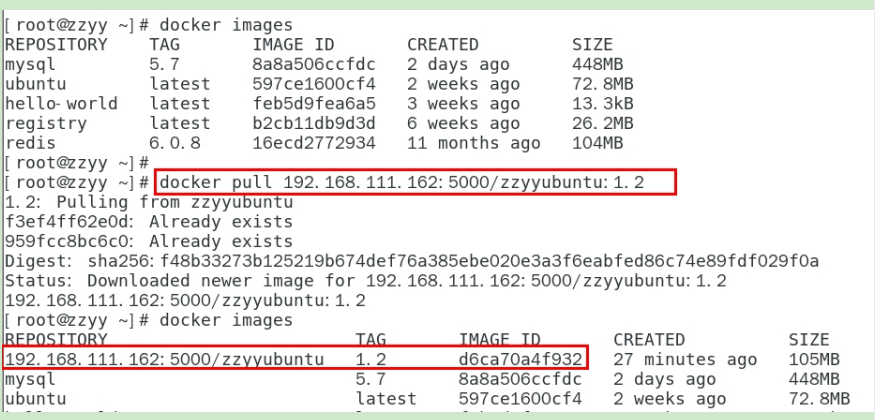 [root@zzyy ~]# docker images
REPOSITORY TAG IMAGE ID CREATED SIZE
mysql 5.7 8a8a506ccfdc 2 days ago 448MB
ubuntu latest 597ce1600cf4 2 weeks ago 72.8MB
hello-world latest feb5d9fea6a5 3 weeks ago 13.3kB
registry latest b2cb11db9d3d 6 weeks ago 26.2MB
redis 6.0.8 16ecd2772934 11 months ago 104MB
[root@zzyy ~]#
[root@zzyy ~]# docker pull 192.168.111.162:5000/zzyyubuntu:1.2
1.2: Pulling from zzyyubuntu
f3ef4ff62e0d: Already exists
959fcc8bc6c0: Already exists
Digest: sha256:f48b33273b125219b674def76a385ebe020e3a3f6eabfed86c74e89fdf029f0a
Status: Downloaded newer image for 192.168.111.162:5000/zzyyubuntu:1.2
192.168.111.162:5000/zzyyubuntu:1.2
[root@zzyy ~]# docker images
REPOSITORY TAG IMAGE ID CREATED SIZE
192.168.111.162:5000/zzyyubuntu 1.2 d6ca70a4f932 27 minutes ago 105MB
mysql 5.7 8a8a506ccfdc 2 days ago 448MB
ubuntu latest 597ce1600cf4 2 weeks ago 72.8MB